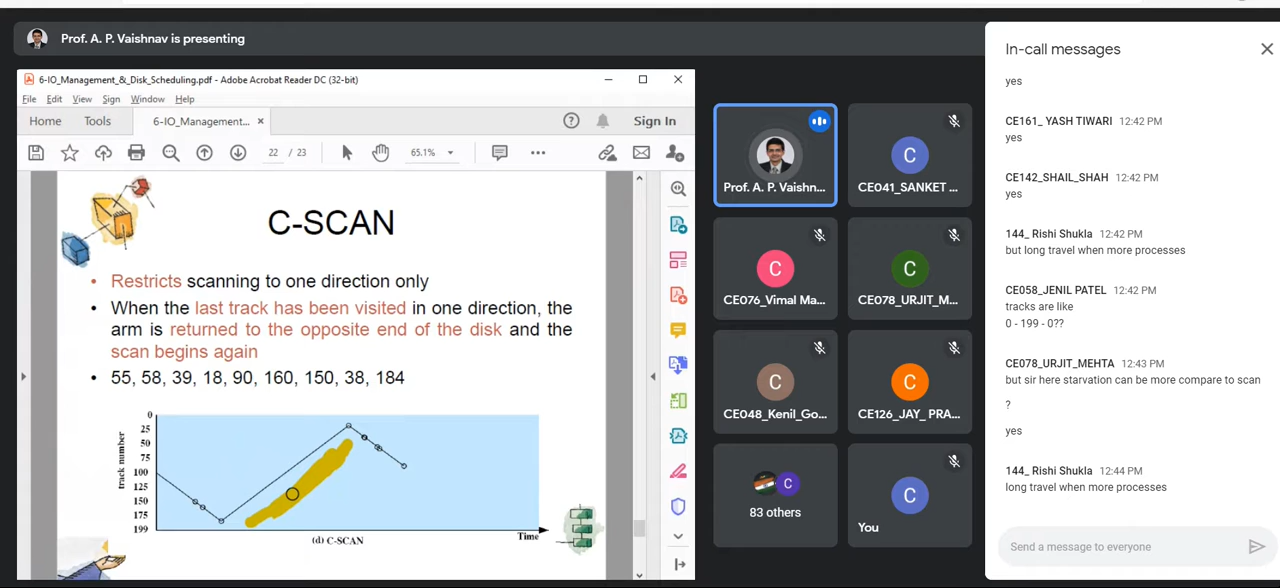 Prof. A. P. Vaishnav is presenting
6-IO_Management_&_Disk_Scheduling.pdf - Adobe Acrobat Reader DC (32-bit)
File Edit View Sign Window Help
Home Tools 6-IO_Management... ×
Sign In
22 / 23
65.1%
C-SCAN
• Restricts scanning to one direction only
• When the last track has been visited in one direction, the
arm is returned to the opposite end of the disk and the
scan begins again
• 55, 58, 39, 18, 90, 160, 150, 38, 184
track number
0
25
50
75
100
125
150
175
199
Time
(d) C-SCAN
Prof. A. P. Vaishn...
C
CE041_SANKET ...
C
CE076_Vimal Ma...
C
CE078_URJIT_M...
C
CE048_Kenil_Go...
C
CE126_JAY_PRA...
C
83 others
C
You
In-call messages
yes
CE161_ YASH TIWARI 12:42 PM
yes
CE142_SHAIL_SHAH 12:42 PM
yes
144_ Rishi Shukla 12:42 PM
but long travel when more processes
CE058_JENIL PATEL 12:42 PM
tracks are like
0 - 199 - 0??
CE078_URJIT_MEHTA 12:43 PM
but sir here starvation can be more compare to scan
?
yes
144_ Rishi Shukla 12:44 PM
long travel when more processes
Send a message to everyone